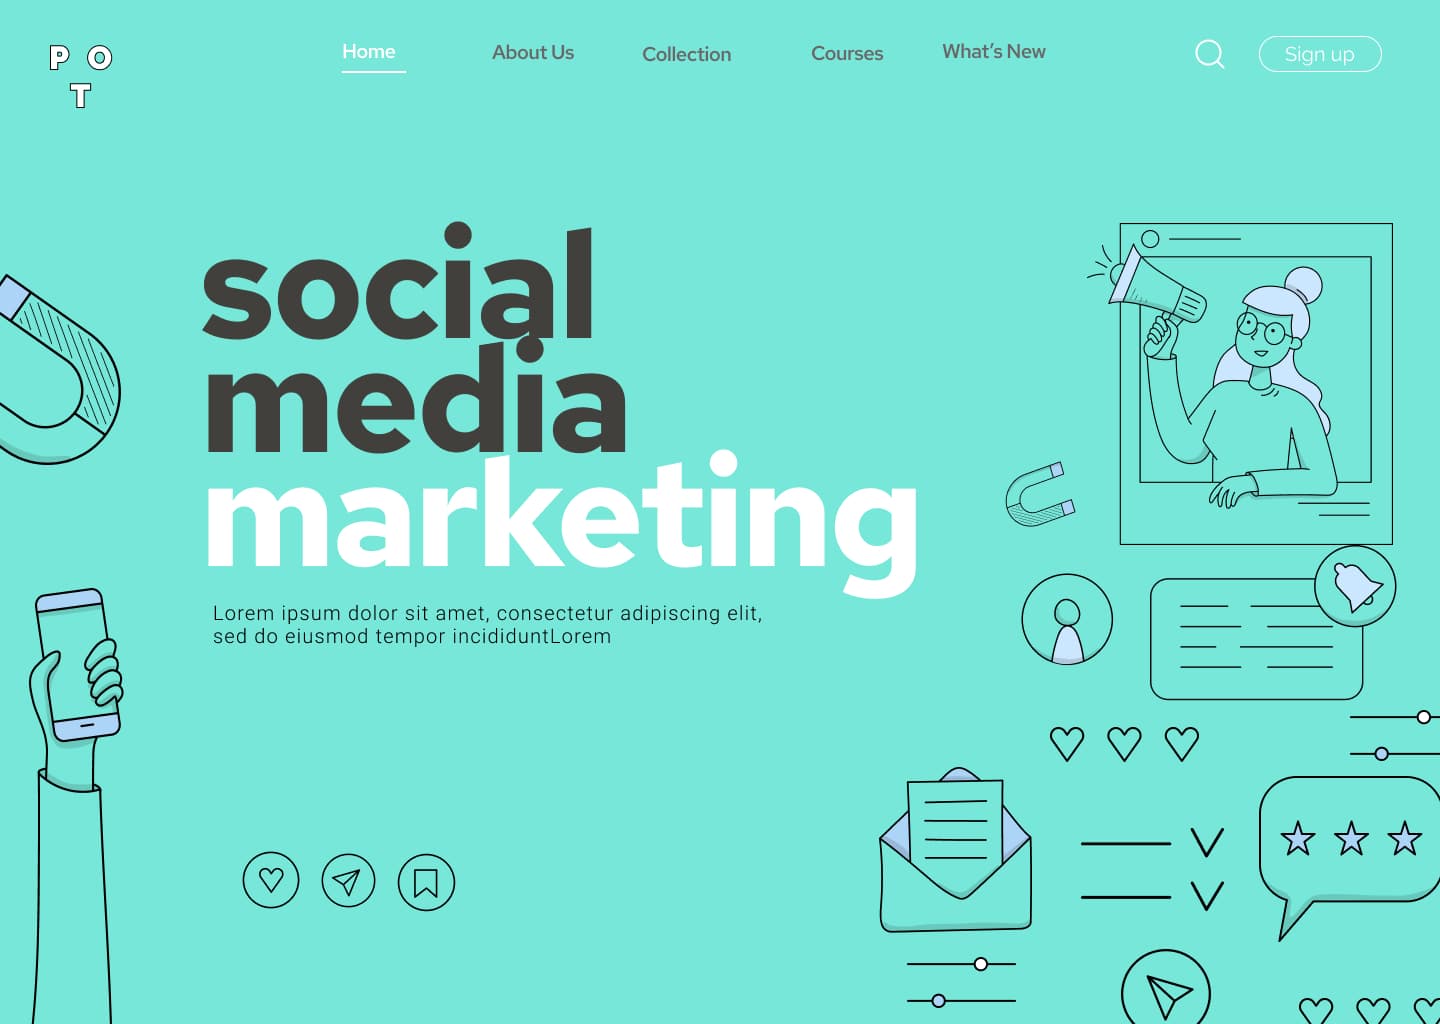 P O
T
Home
About Us
Collection
Courses
What's New
Sign up
social
media
marketing
Lorem ipsum dolor sit amet, consectetur adipiscing elit,
sed do eiusmod tempor incididuntLorem